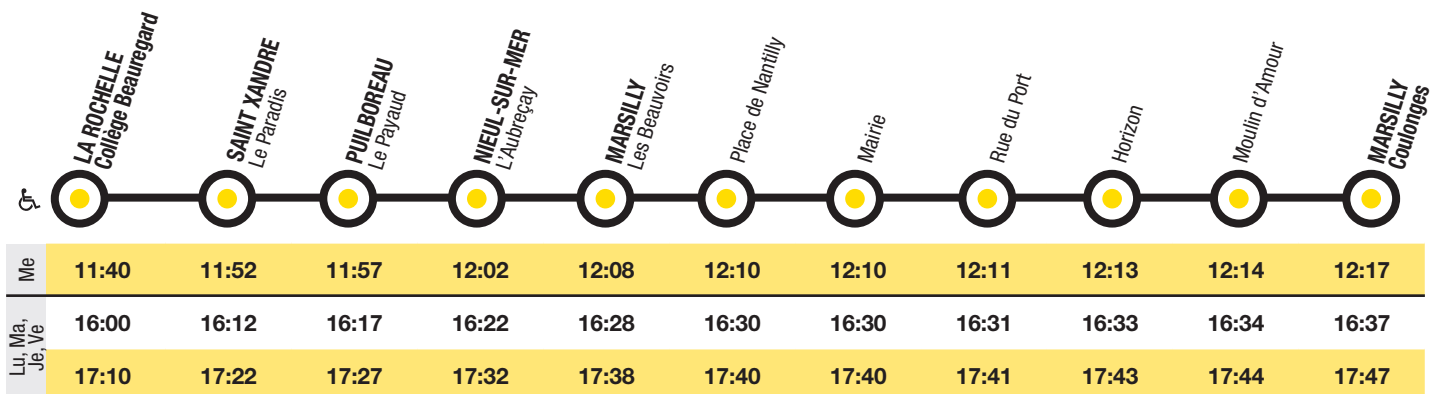 LA ROCHELLE
Collège Beauregard
SAINT XANDRE
Le Paradis
PUILBOREAU
Le Payaud
NIEUL-SUR-MER
L'Aubreçay
MARSILLY
Les Beauvoirs
Place de Nantilly
Mairie
Rue du Port
Horizon
Moulin d'Amour
MARSILLY
Coulonges
Me 11:40 11:52 11:57 12:02 12:08 12:10 12:10 12:11 12:13 12:14 12:17
Lu, Ma,
Je, Ve
16:00 16:12 16:17 16:22 16:28 16:30 16:30 16:31 16:33 16:34 16:37
17:10 17:22 17:27 17:32 17:38 17:40 17:40 17:41 17:43 17:44 17:47